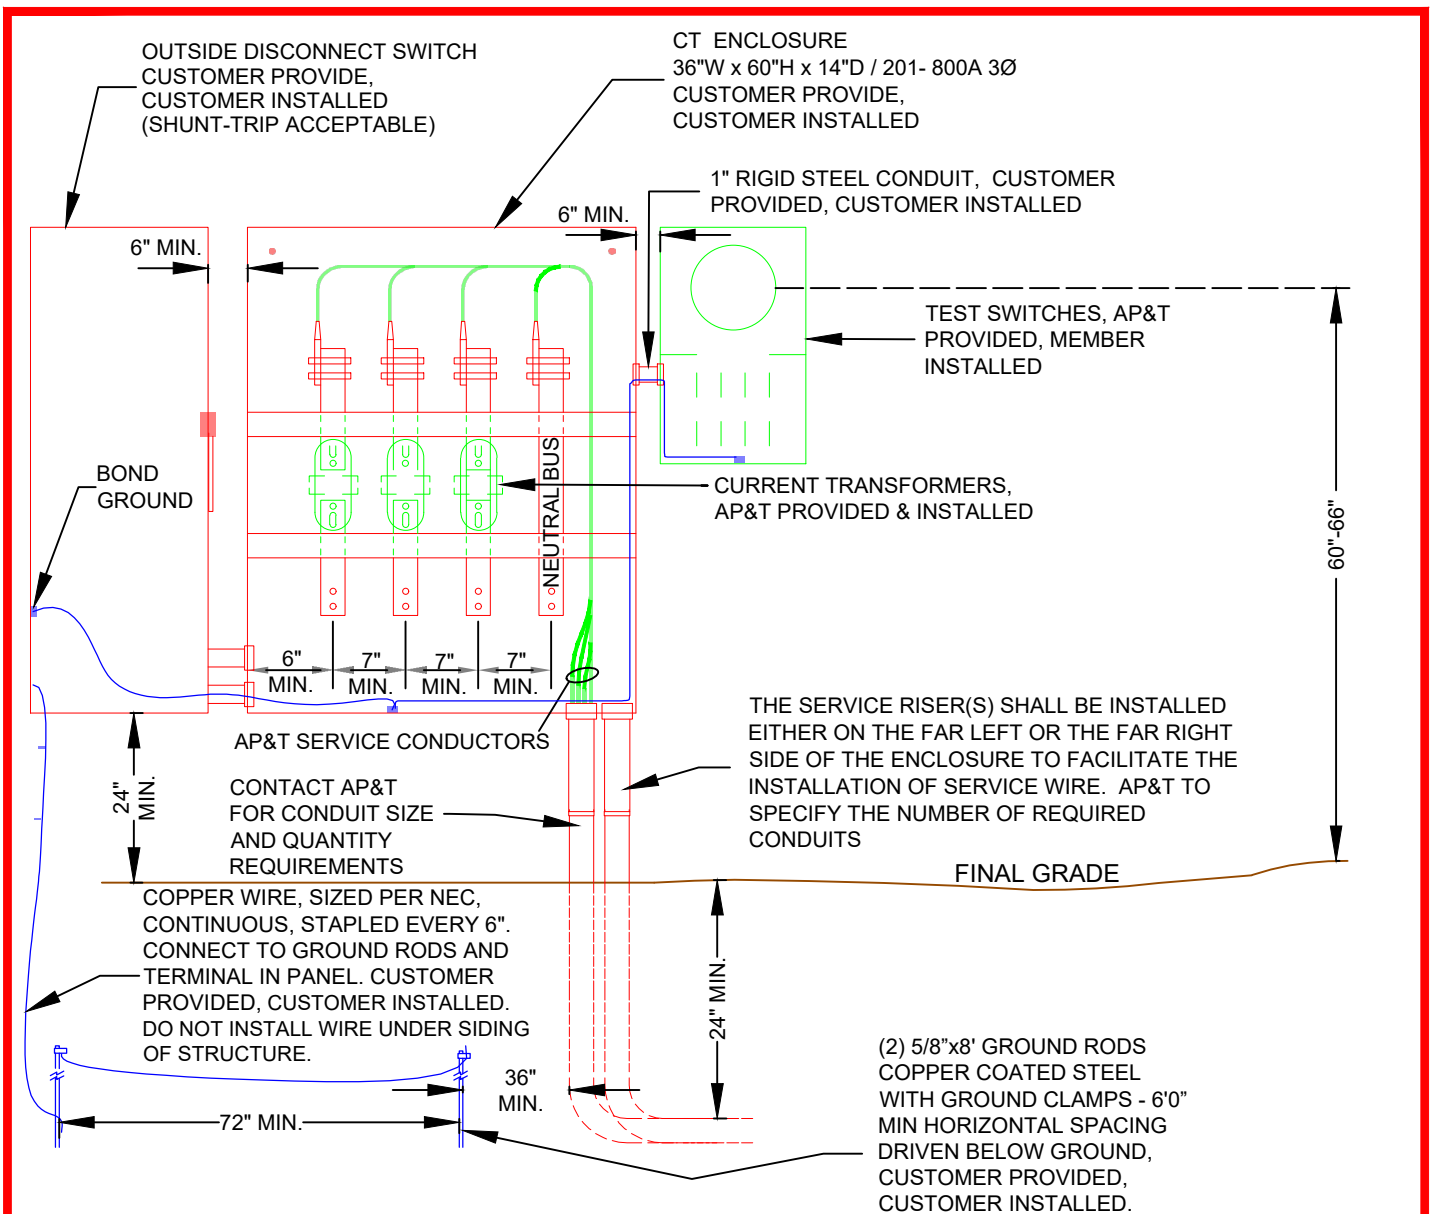 OUTSIDE DISCONNECT SWITCH
CUSTOMER PROVIDE,
CUSTOMER INSTALLED
(SHUNT-TRIP ACCEPTABLE)
CT ENCLOSURE
36"W x 60"H x 14"D / 201- 800A 3Ø
CUSTOMER PROVIDE,
CUSTOMER INSTALLED
1" RIGID STEEL CONDUIT, CUSTOMER
PROVIDED, CUSTOMER INSTALLED
6" MIN.
6" MIN.
TEST SWITCHES, AP&T
PROVIDED, MEMBER
INSTALLED
BOND
GROUND
NEUTRAL BUS
CURRENT TRANSFORMERS,
AP&T PROVIDED & INSTALLED
60"-66"
6"
MIN.
7"
MIN.
7"
MIN.
7"
MIN.
AP&T SERVICE CONDUCTORS
THE SERVICE RISER(S) SHALL BE INSTALLED
EITHER ON THE FAR LEFT OR THE FAR RIGHT
SIDE OF THE ENCLOSURE TO FACILITATE THE
INSTALLATION OF SERVICE WIRE. AP&T TO
SPECIFY THE NUMBER OF REQUIRED
CONDUITS
24"
MIN.
CONTACT AP&T
FOR CONDUIT SIZE
AND QUANTITY
REQUIREMENTS
FINAL GRADE
COPPER WIRE, SIZED PER NEC,
CONTINUOUS, STAPLED EVERY 6".
CONNECT TO GROUND RODS AND
TERMINAL IN PANEL. CUSTOMER
PROVIDED, CUSTOMER INSTALLED.
DO NOT INSTALL WIRE UNDER SIDING
OF STRUCTURE.
24" MIN.
36"
MIN.
72" MIN.
(2) 5/8”x8' GROUND RODS
COPPER COATED STEEL
WITH GROUND CLAMPS - 6'0”
MIN HORIZONTAL SPACING
DRIVEN BELOW GROUND,
CUSTOMER PROVIDED,
CUSTOMER INSTALLED.